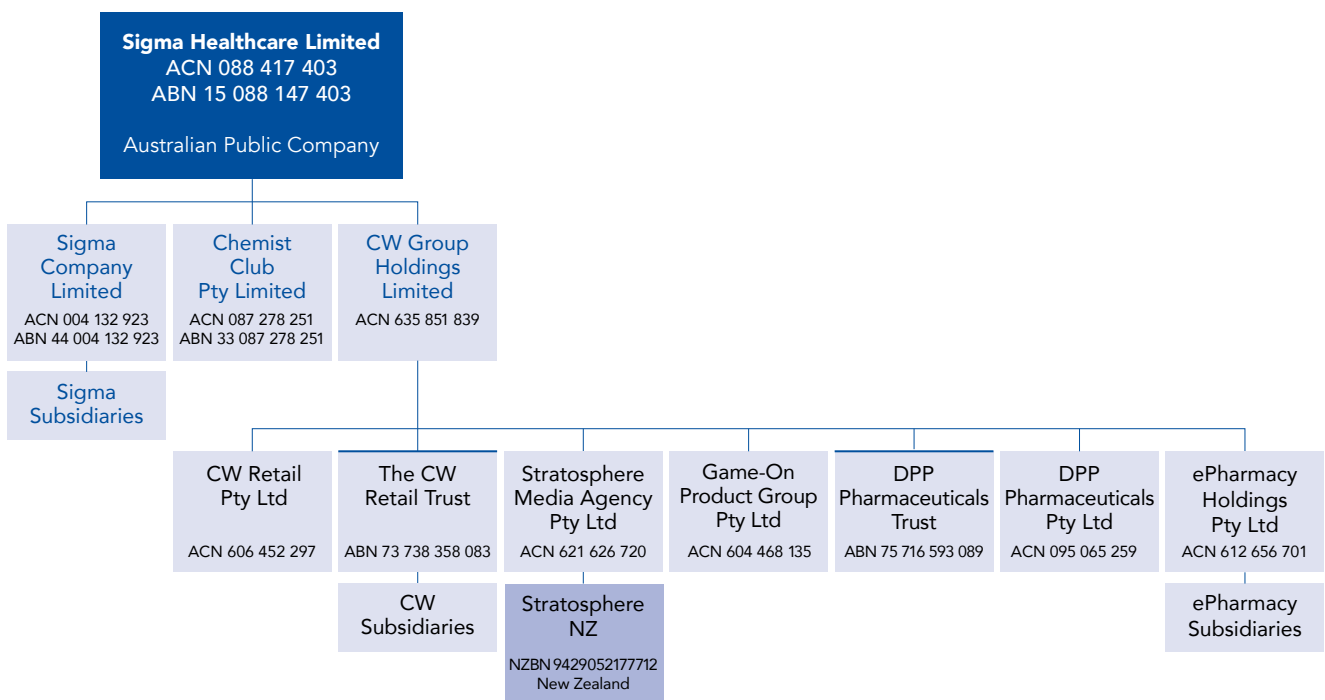 Sigma Healthcare Limited
ACN 088 417 403
ABN 15 088 147 403
Australian Public Company
Sigma
Company
Limited
ACN 004 132 923
ABN 44 004 132 923
Chemist
Club
Pty Limited
ACN 087 278 251
ABN 33 087 278 251
CW Group
Holdings
Limited
ACN 635 851 839
Sigma
Subsidiaries
CW Retail
Pty Ltd
ACN 606 452 297
The CW
Retail Trust
ABN 73 738 358 083
Stratosphere
Media Agency
Pty Ltd
ACN 621 626 720
Game-On
Product Group
Pty Ltd
ACN 604 468 135
DPP
Pharmaceuticals
Trust
ABN 75 716 593 089
DPP
Pharmaceuticals
Pty Ltd
ACN 095 065 259
ePharmacy
Holdings
Pty Ltd
ACN 612 656 701
CW
Subsidiaries
Stratosphere
NZ
NZBN 9429052177712
New Zealand
ePharmacy
Subsidiaries